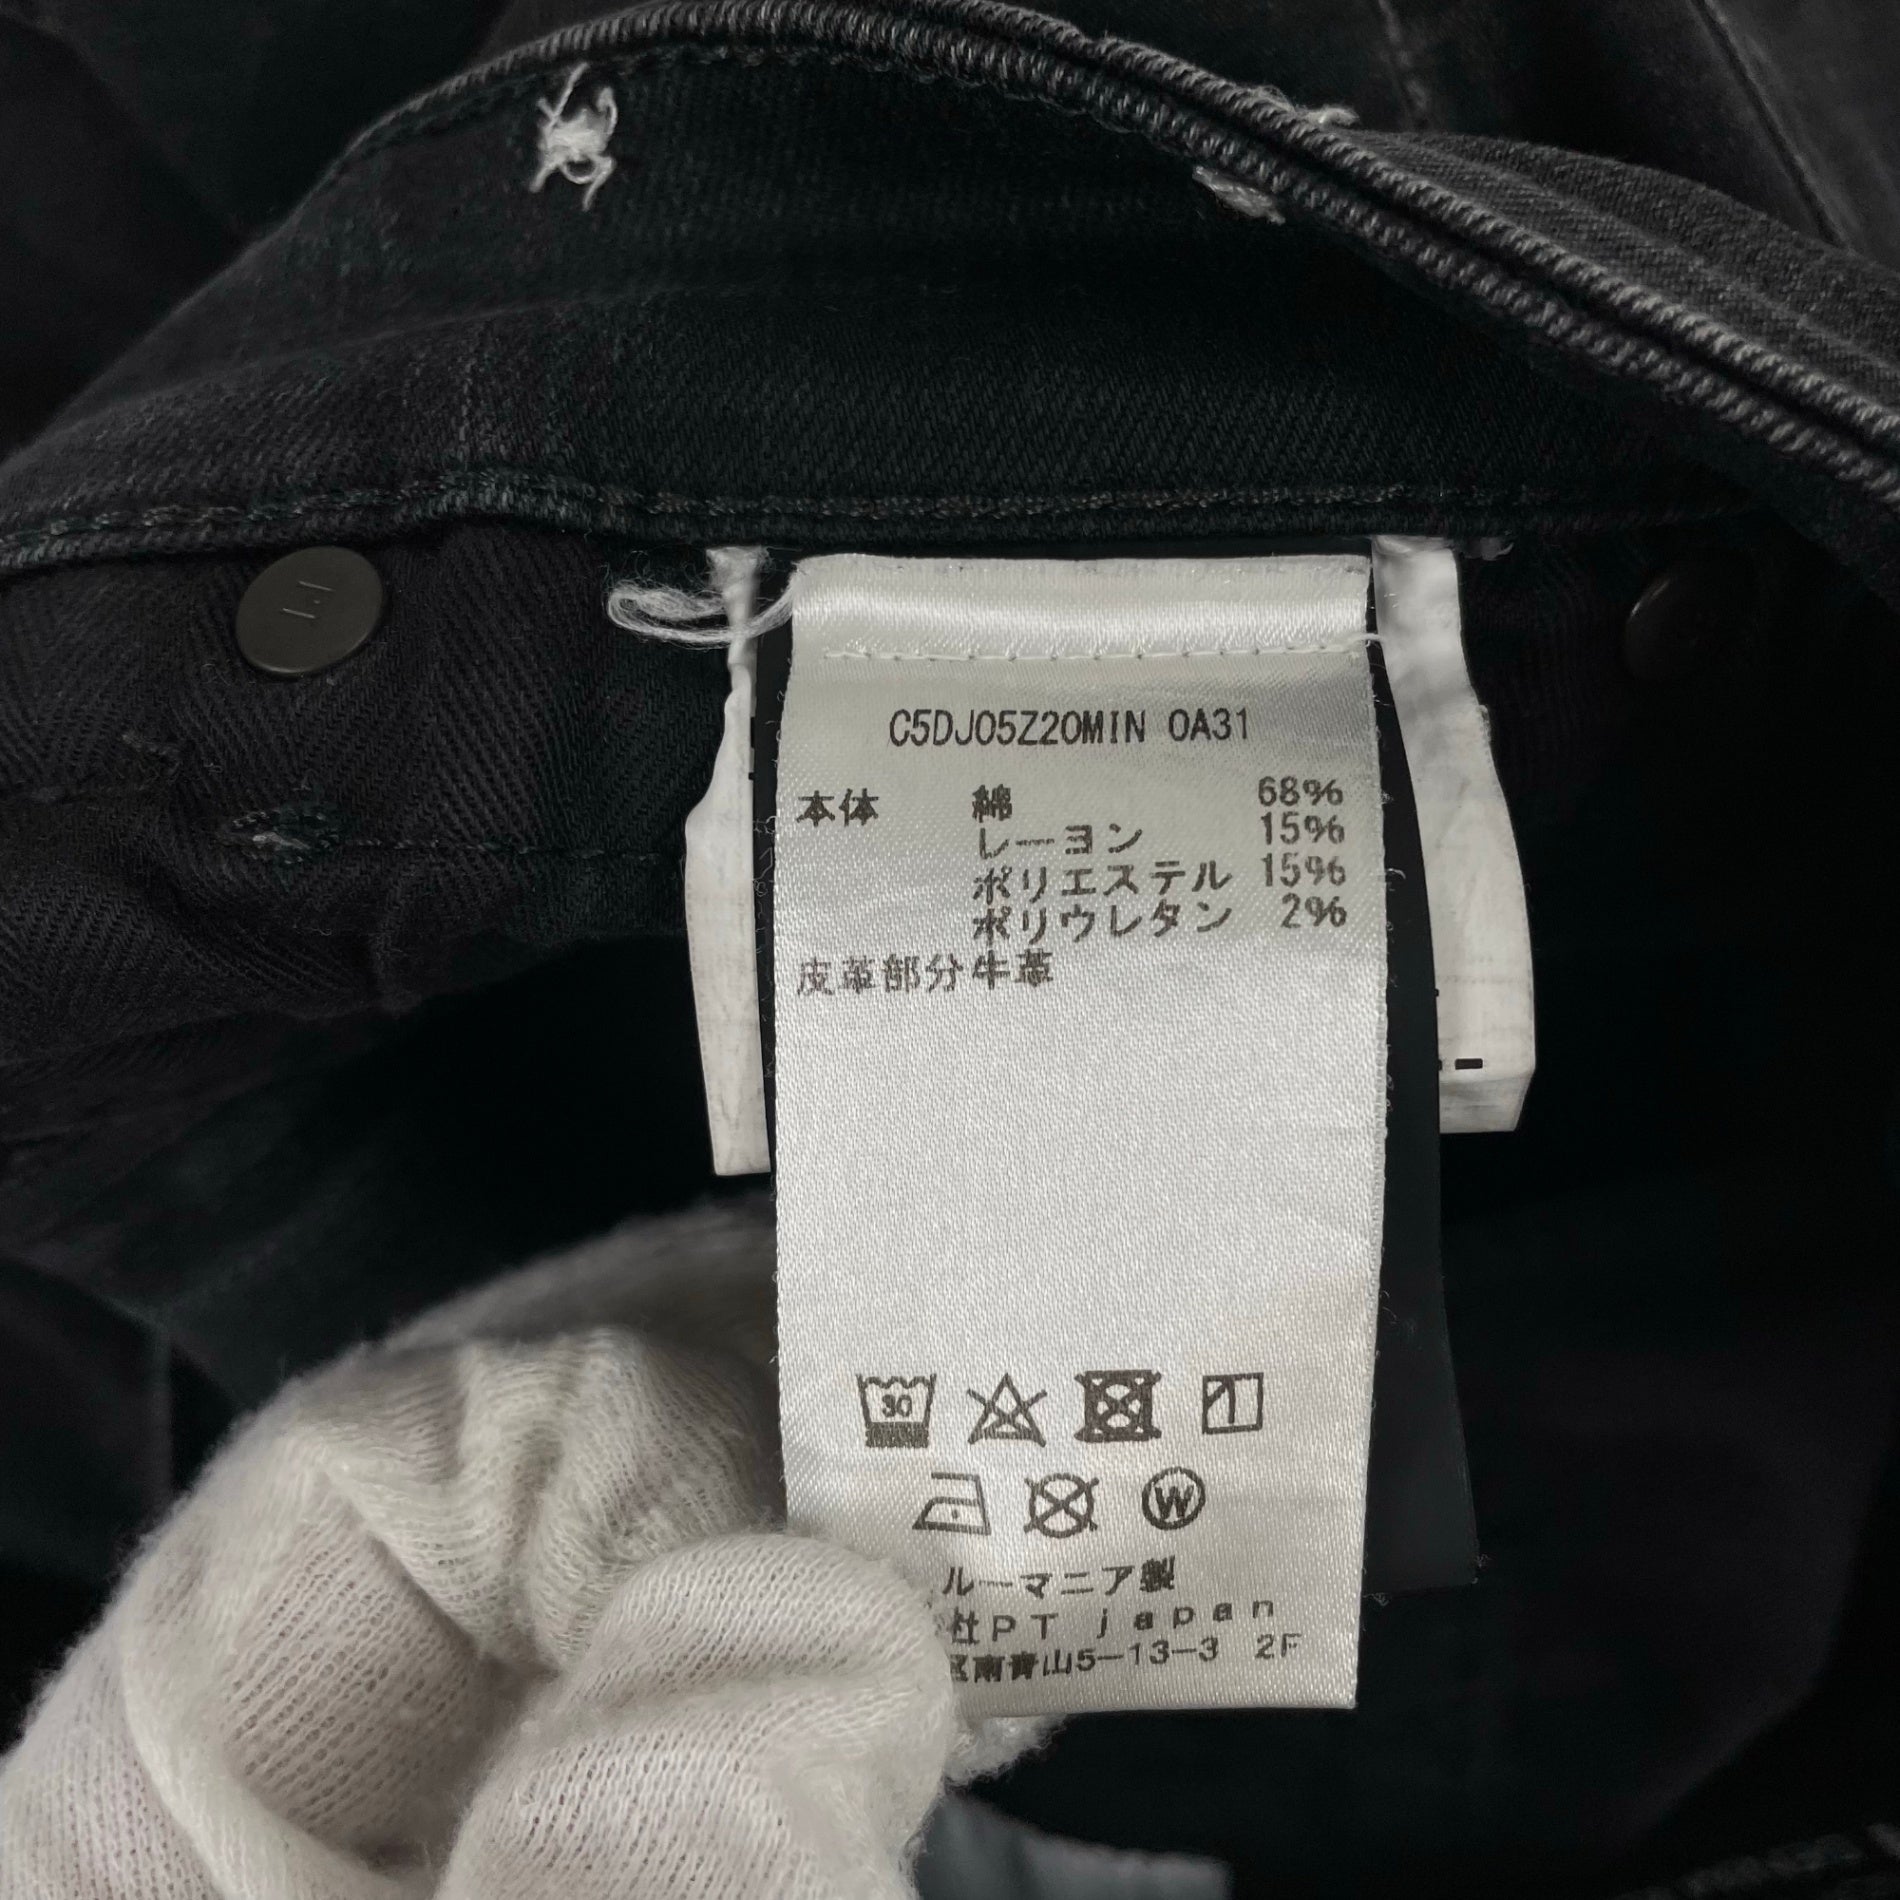 C5DJ05Z20MIN 0A31
本体 綿 68%
レーヨン 15%
ポリエステル 15%
ポリウレタン 2%
皮革部分 牛革
30
1
W
ルーマニア製
社PT japan
区南青山5-13-3 2F